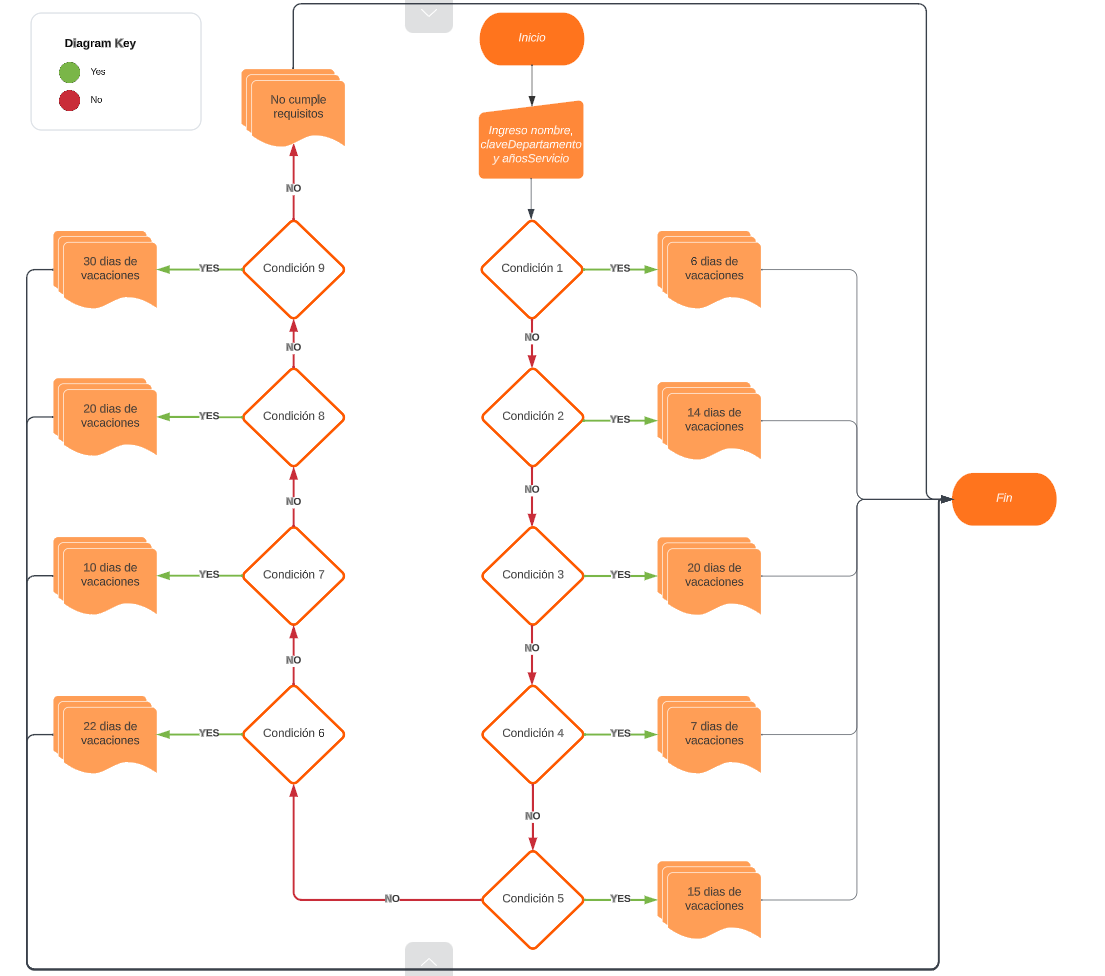 Diagram Key
Yes
No
Inicio
Ingreso nombre,
claveDepartamento
y añosServicio
No cumple
requisitos
NO
30 dias de
vacaciones
YES
Condición 9
Condición 1
YES
6 dias de
vacaciones
NO
NO
20 dias de
vacaciones
YES
Condición 8
Condición 2
YES
14 dias de
vacaciones
NO
NO
Fin
10 dias de
vacaciones
YES
Condición 7
Condición 3
YES
20 dias de
vacaciones
NO
NO
22 dias de
vacaciones
YES
Condición 6
Condición 4
YES
7 dias de
vacaciones
NO
NO
Condición 5
YES
15 dias de
vacaciones